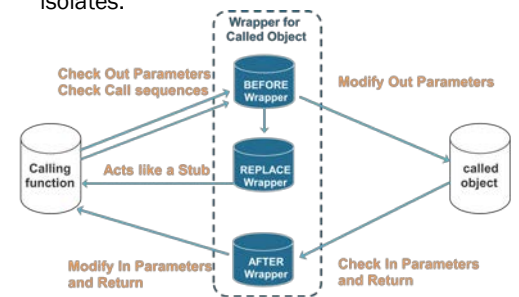 isolates.
Wrapper for
Called Object
Check Out Parameters
Check Call sequences
BEFORE
Wrapper
Modify Out Parameters
Calling
function
Acts like a Stub
REPLACE
Wrapper
called
object
Modify In Parameters
and Return
AFTER
Wrapper
Check In Parameters
and Return